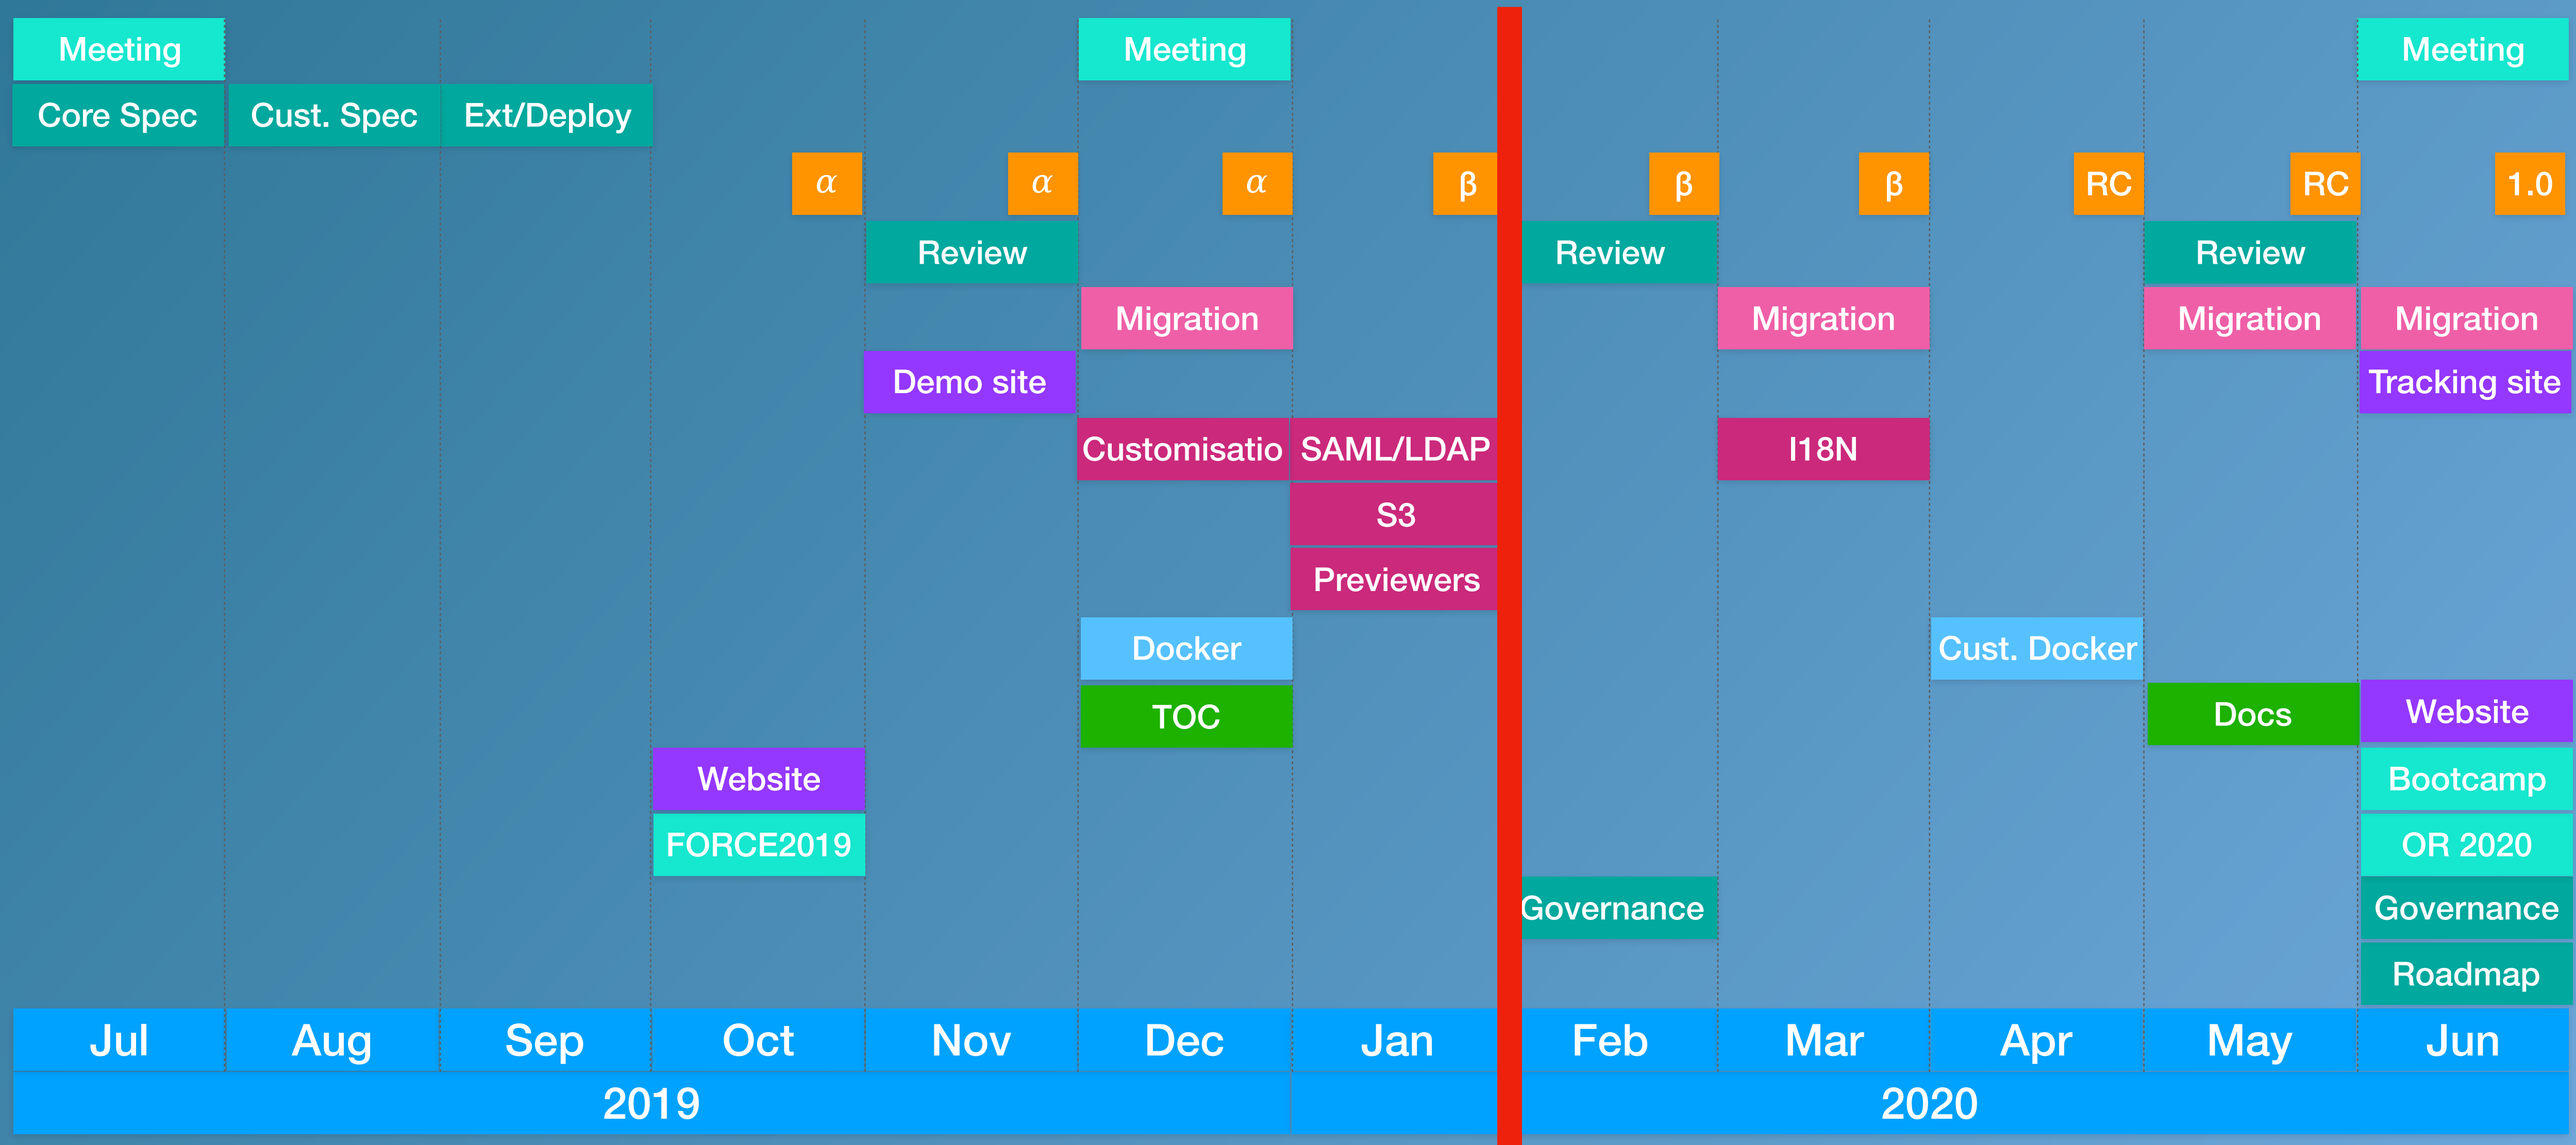 Meeting
Meeting
Meeting
Core Spec
Cust. Spec
Ext/Deploy
α
α
α
β
β
β
RC
RC
1.0
Review
Review
Review
Migration
Migration
Migration
Migration
Demo site
Tracking site
Customisatio
SAML/LDAP
I18N
S3
Previewers
Docker
Cust. Docker
TOC
Docs
Website
Website
Bootcamp
FORCE2019
OR 2020
Governance
Governance
Roadmap
Jul
Aug
Sep
Oct
Nov
Dec
Jan
Feb
Mar
Apr
May
Jun
2019
2020